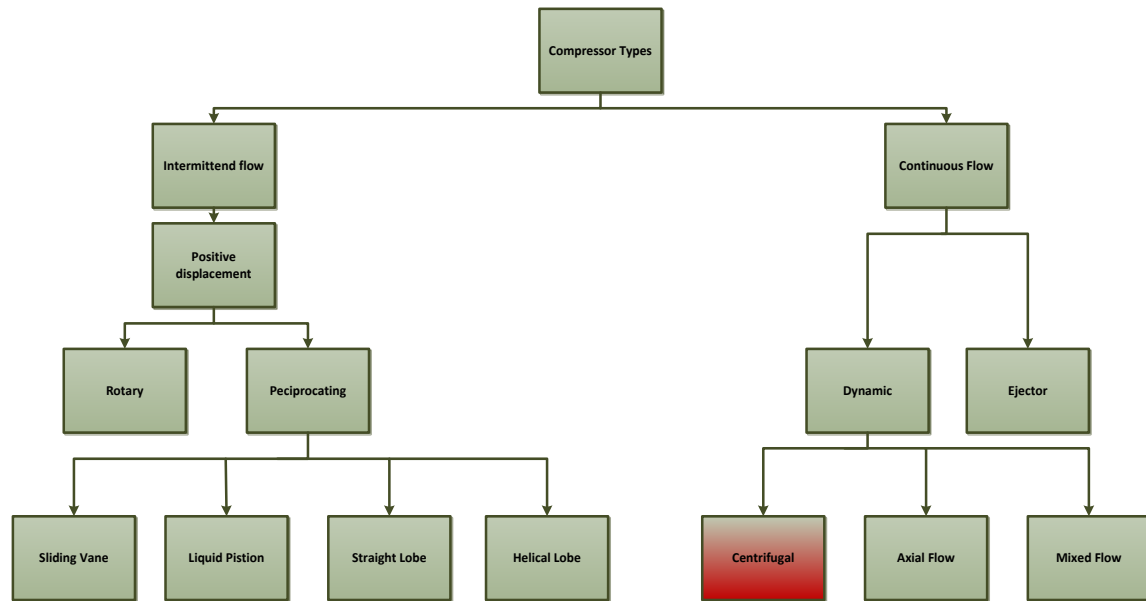 Compressor Types
Intermittend flow
Continuous Flow
Positive
displacement
Rotary
Peciprocating
Dynamic
Ejector
Sliding Vane
Liquid Pistion
Straight Lobe
Helical Lobe
Centrifugal
Axial Flow
Mixed Flow